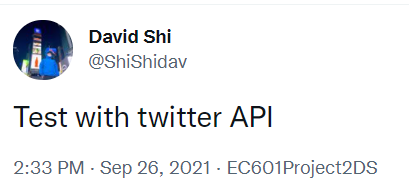 David Shi
@ShiShidav
Test with twitter API
2:33 PM · Sep 26, 2021 · EC601Project2DS